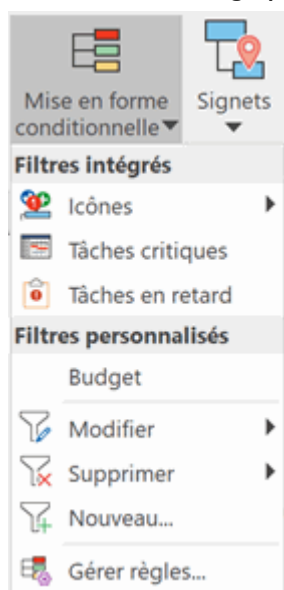 Mise en forme
conditionnelle
Signets
Filtres intégrés
Icônes
Tâches critiques
Tâches en retard
Filtres personnalisés
Budget
Modifier
Supprimer
Nouveau...
Gérer règles...